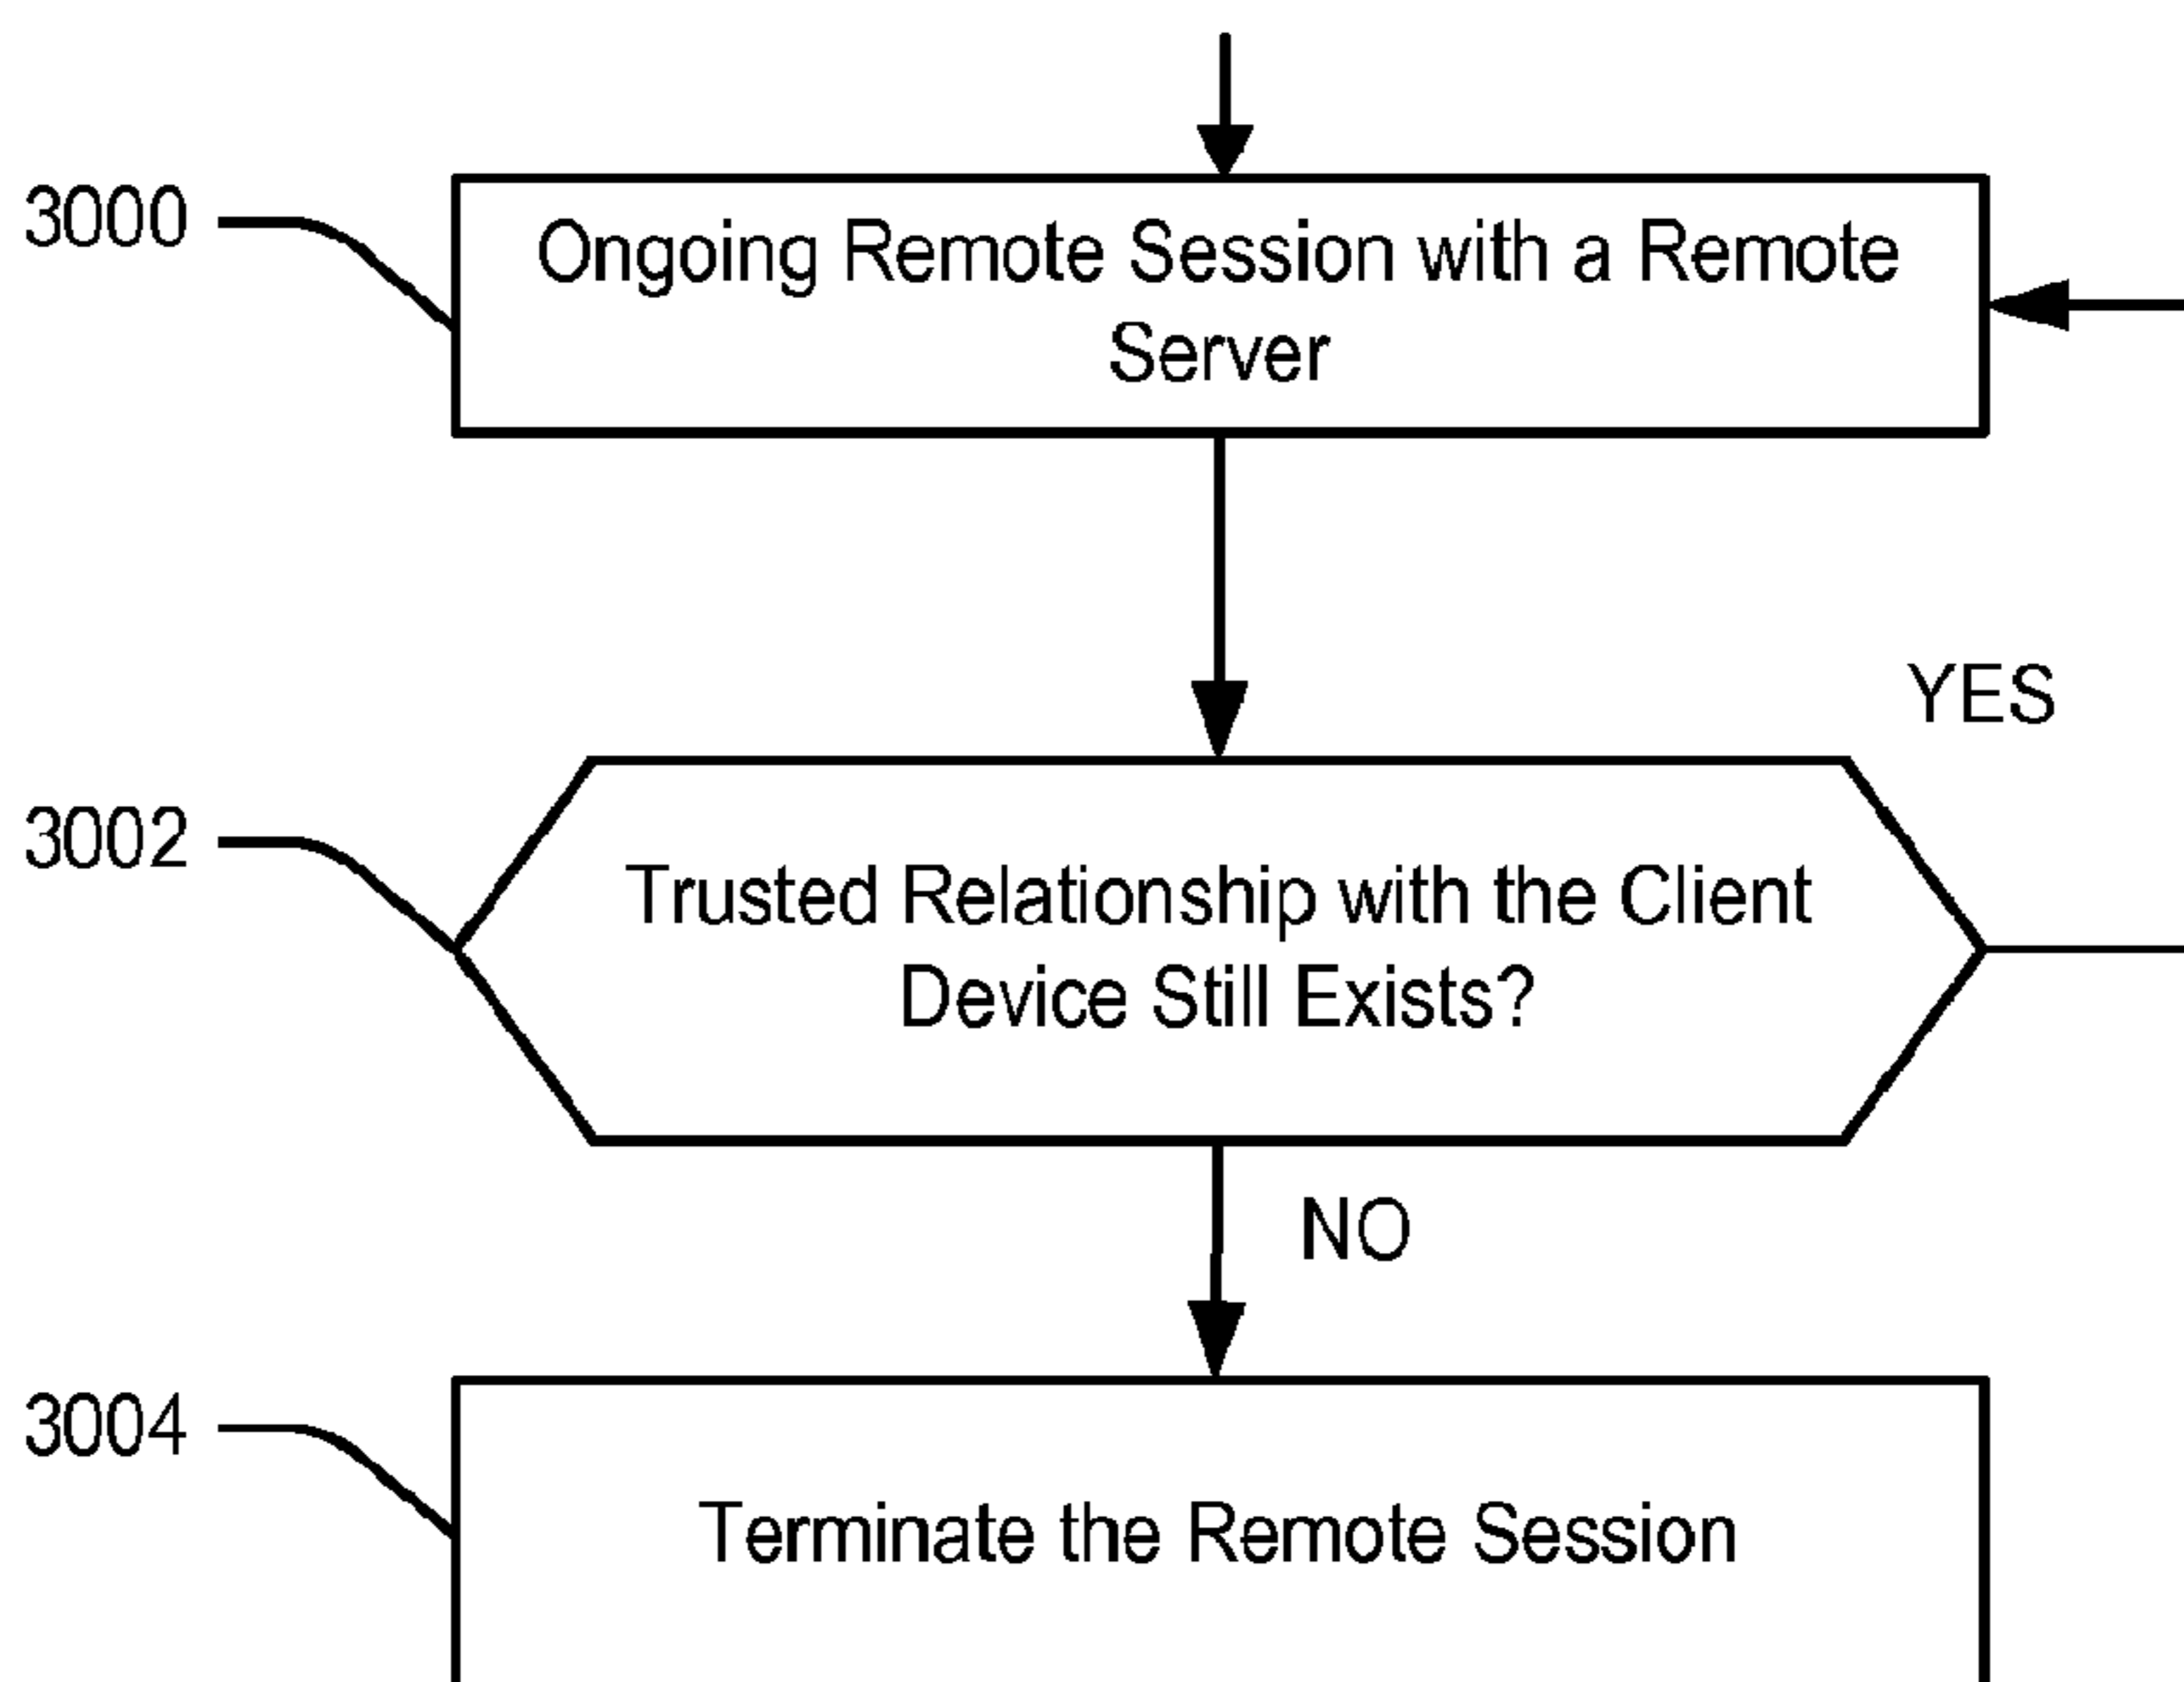 3000
Ongoing Remote Session with a Remote
Server
YES
3002
Trusted Relationship with the Client
Device Still Exists?
NO
3004
Terminate the Remote Session